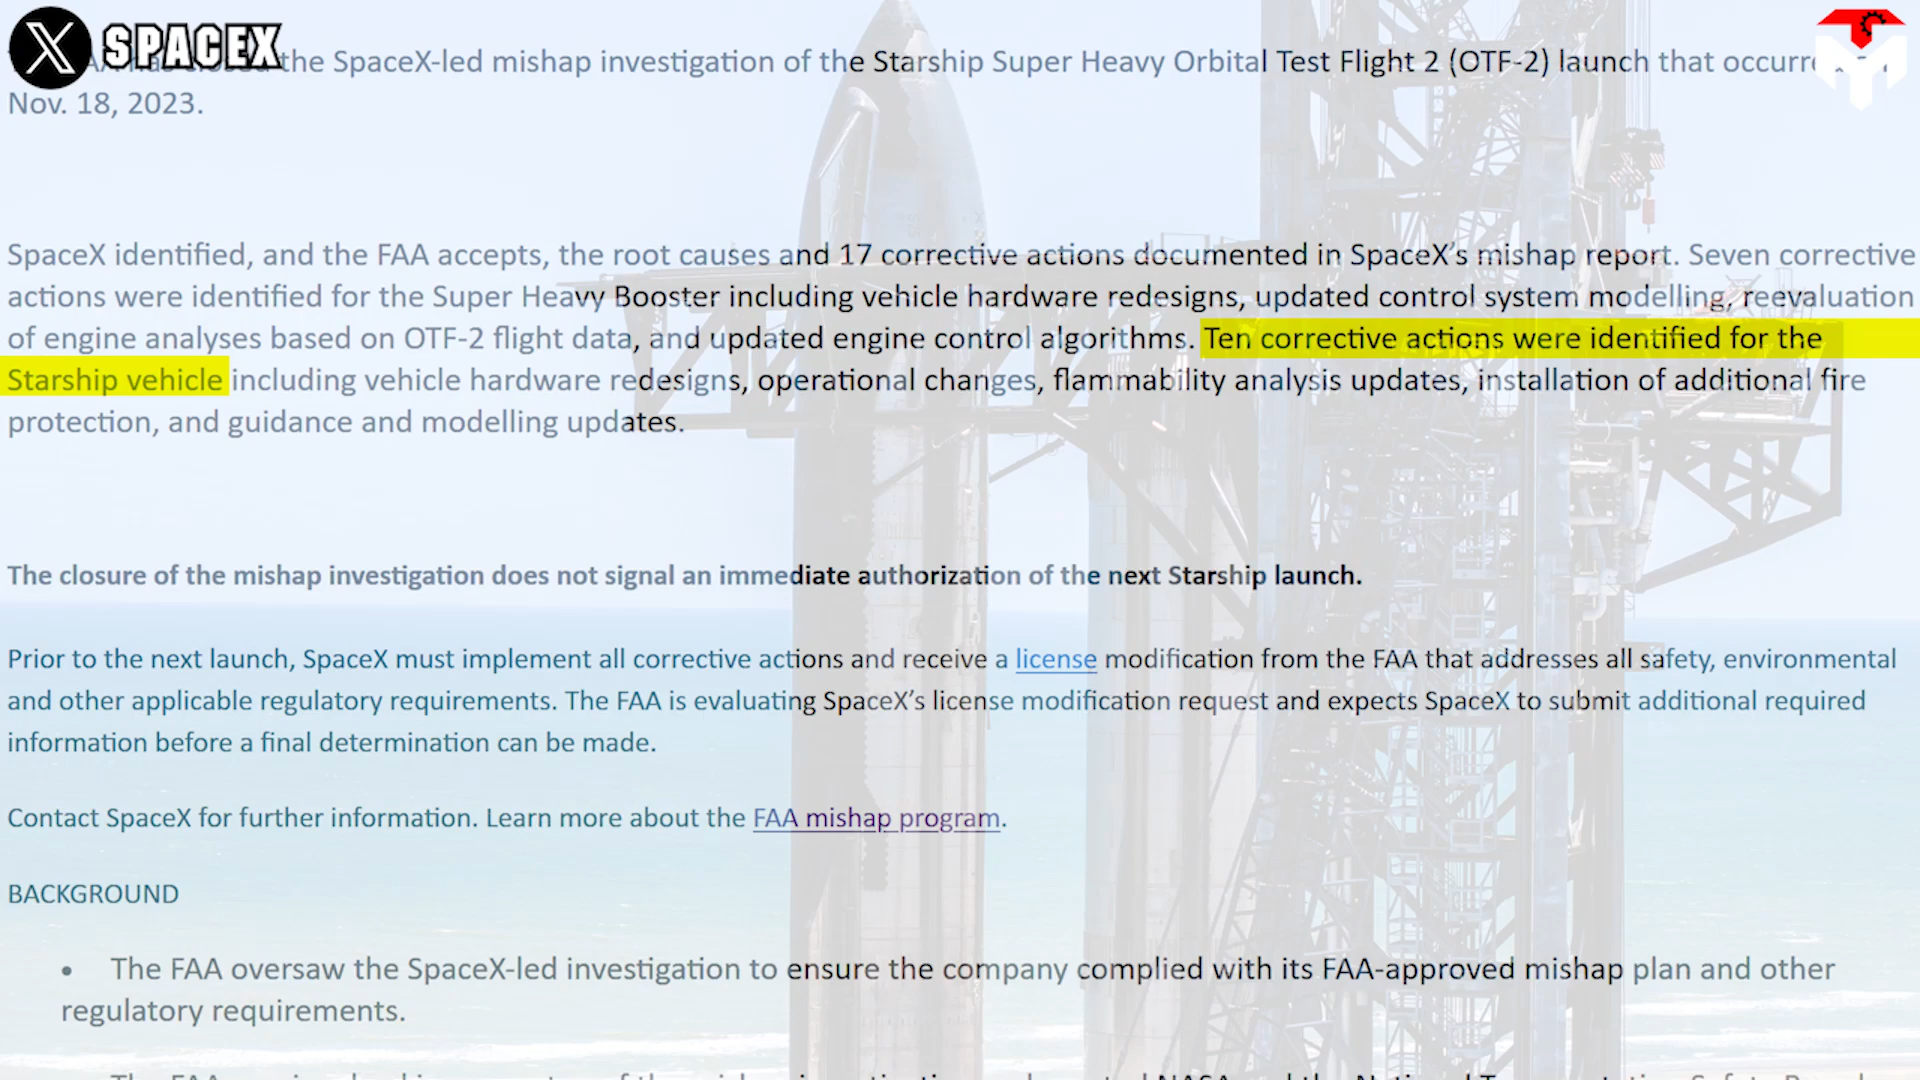 X SPACEX
the SpaceX-led mishap investigation of the Starship Super Heavy Orbital Test Flight 2 (OTF-2) launch that
Nov. 18, 2023.
SpaceX identified, and the FAA accepts, the root causes and 17 corrective actions documented in SpaceX's mishap report. Seven corrective
actions were identified for the Super Heavy Booster including vehicle hardware redesigns, updated control system modelling, reevaluation
of engine analyses based on OTF-2 flight data, and updated engine control algorithms. Ten corrective actions were identified for the
Starship vehicle including vehicle hardware redesigns, operational changes, flammability analysis updates, installation of additional fire
protection, and guidance and modelling updates.
The closure of the mishap investigation does not signal an immediate authorization of the next Starship launch.
Prior to the next launch, SpaceX must implement all corrective actions and receive a license modification from the FAA that addresses all safety, environmental
and other applicable regulatory requirements. The FAA is evaluating SpaceX's license modification request and expects SpaceX to submit additional required
information before a final determination can be made.
Contact SpaceX for further information. Learn more about the FAA mishap program.
BACKGROUND
• The FAA oversaw the SpaceX-led investigation to ensure the company complied with its FAA-approved mishap plan and other
regulatory requirements.